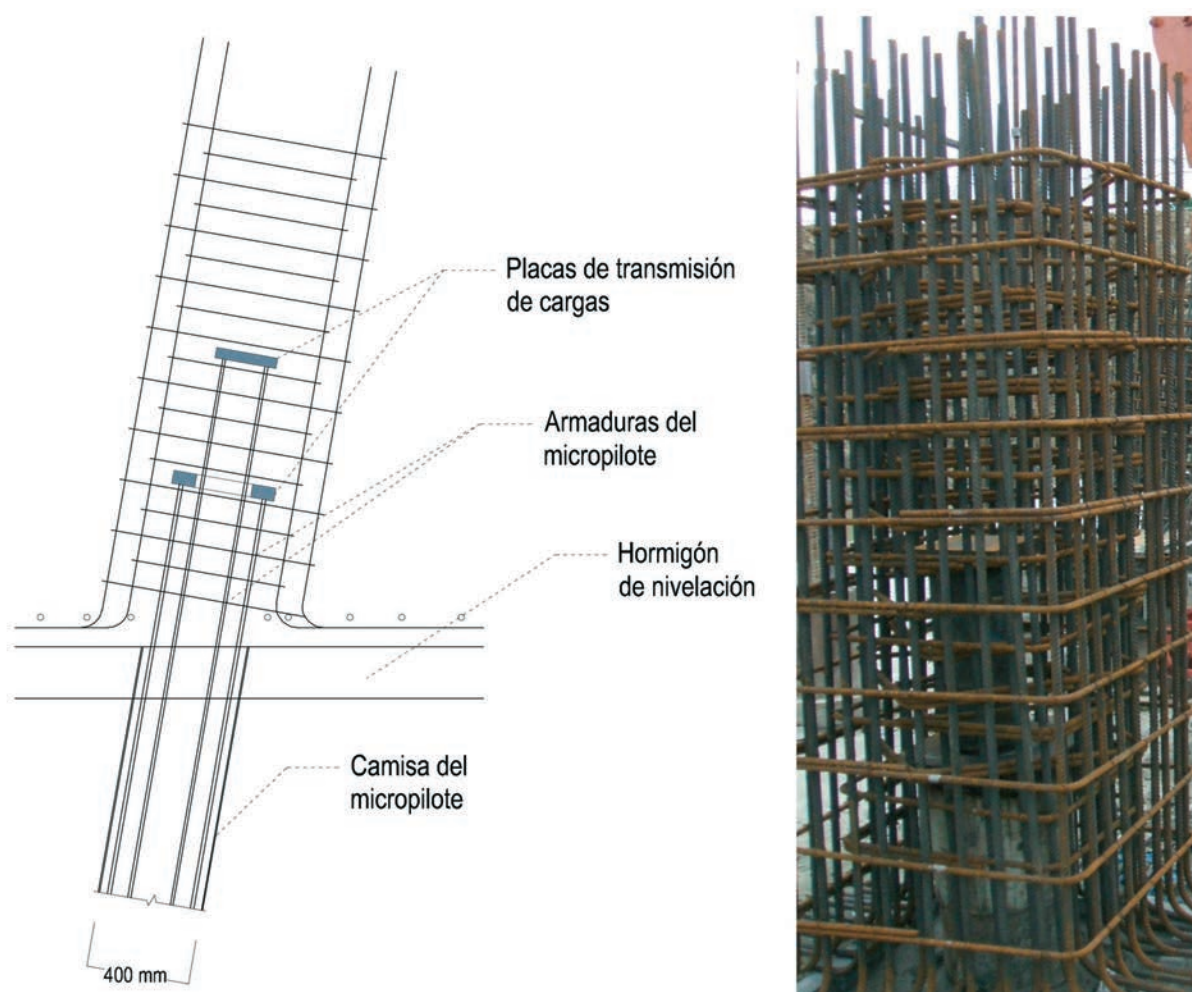 Placas de transmisión
de cargas
Armaduras del
micropilote
Hormigón
de nivelación
Camisa del
micropilote
400 mm